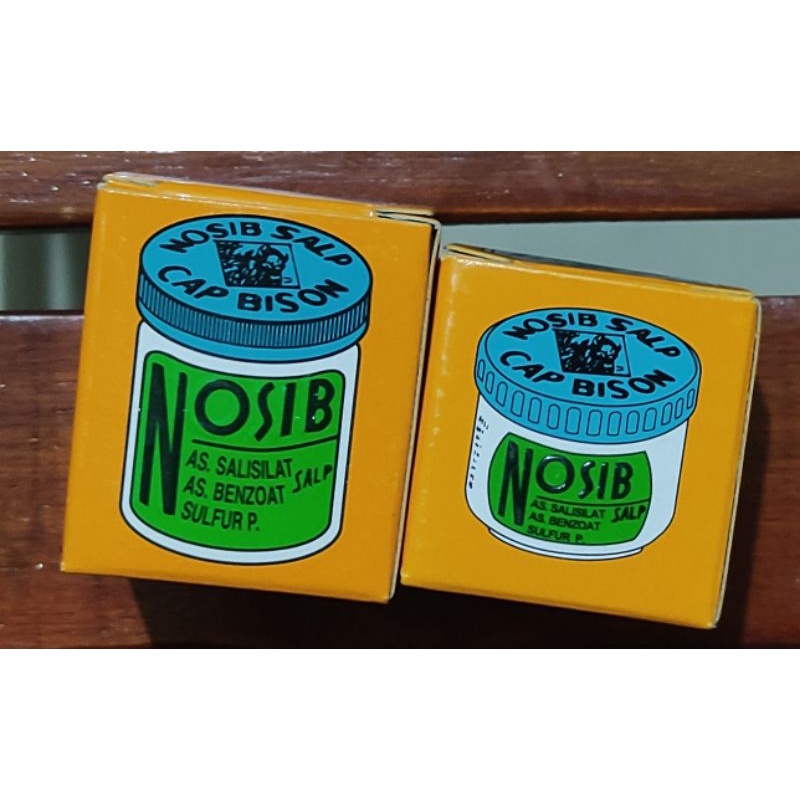 NOSIB SALP
CAP BISON
NOSIB
AS. SALISILAT
AS. BENZOAT
SALP
SULFUR P.
NOSIB SALP
CAP BISON
NOSIB
AS. SALISILAT
SALP
AS. BENZOAT
SULFUR P.